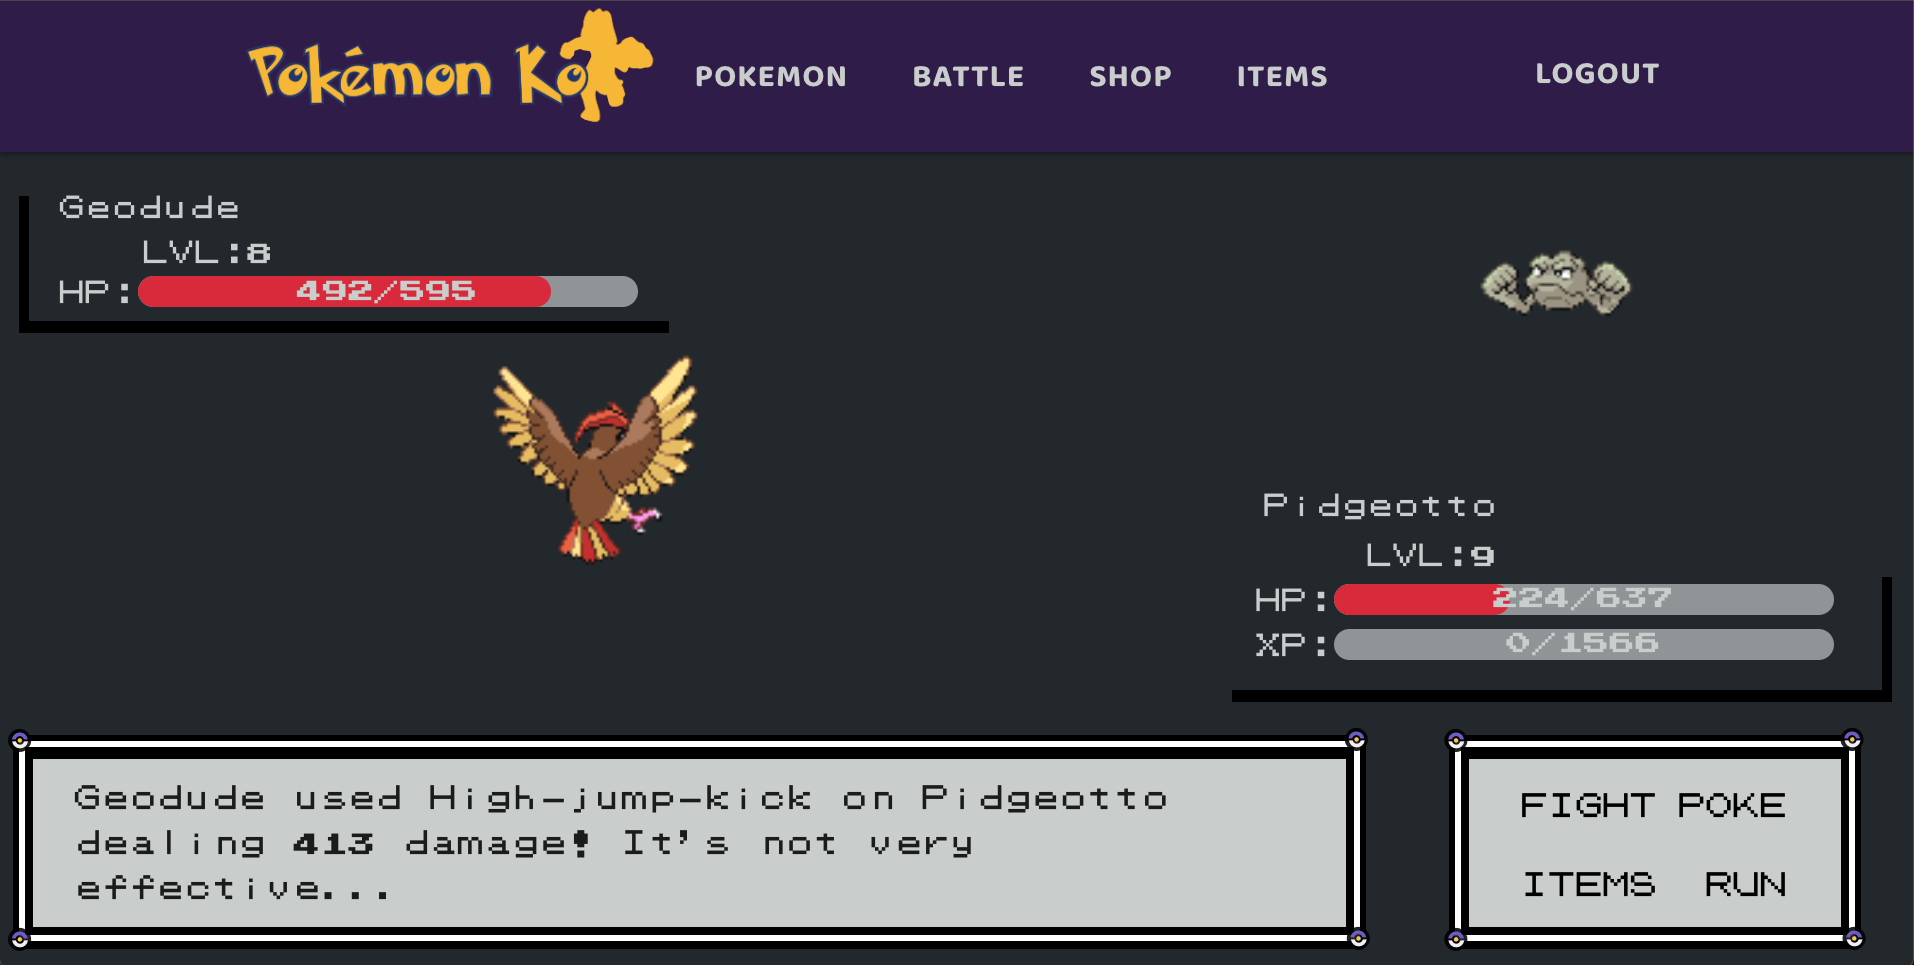 Pokémon Ko
POKEMON BATTLE SHOP ITEMS LOGOUT
Geodude
LVL:8
HP: 492/595
Pidgeotto
LVL:9
HP: 224/637
XP: 0/1566
Geodude used High-jump-kick on Pidgeotto
dealing 413 damage! It's not very
effective...
FIGHT POKE
ITEMS RUN